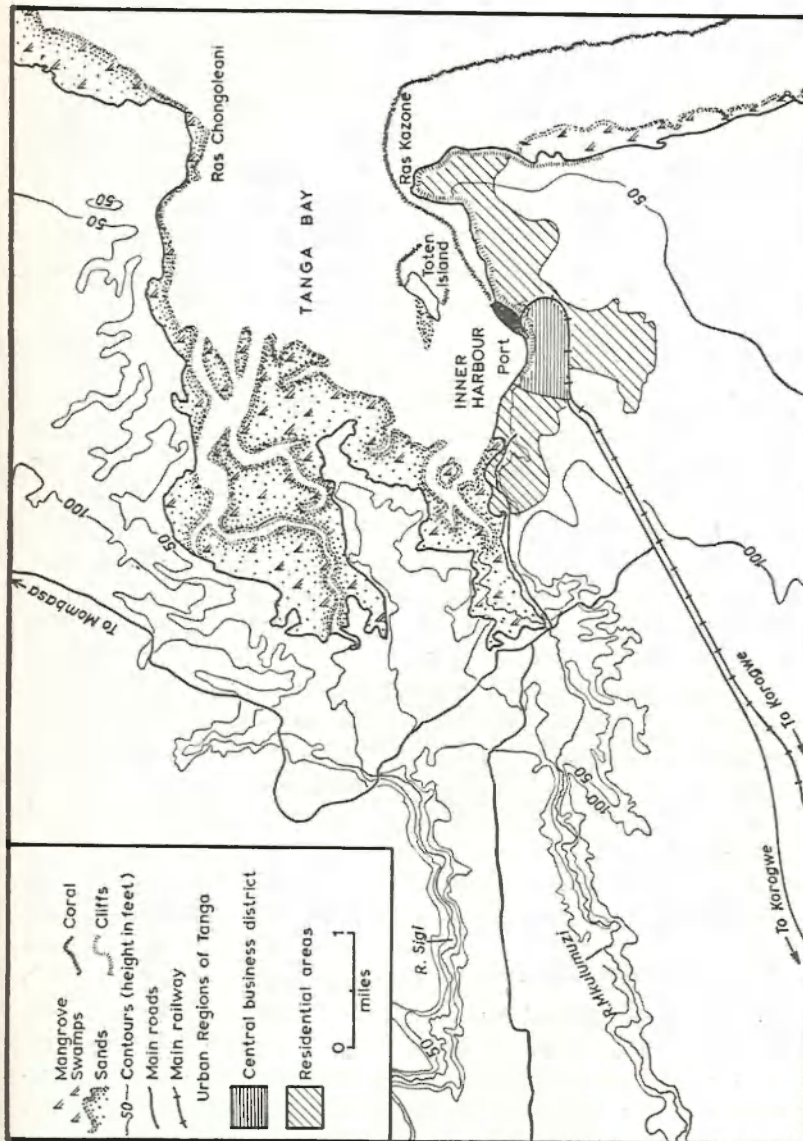 Mangrove
Swamps
Coral
Sands
Cliffs
50
Contours (height in feet)
Main roads
Main railway
Urban Regions of Tanga
Central business district
Residential areas
0 1
miles
To Mombasa
100
50
50
50
Ras Chongoleani
TANGA BAY
Ras Kazone
Toten
Island
INNER
HARBOUR
Port
50
100
R. Sigl
50
R. Mkulumuzi
100
50
To Korogwe
To Korogwe